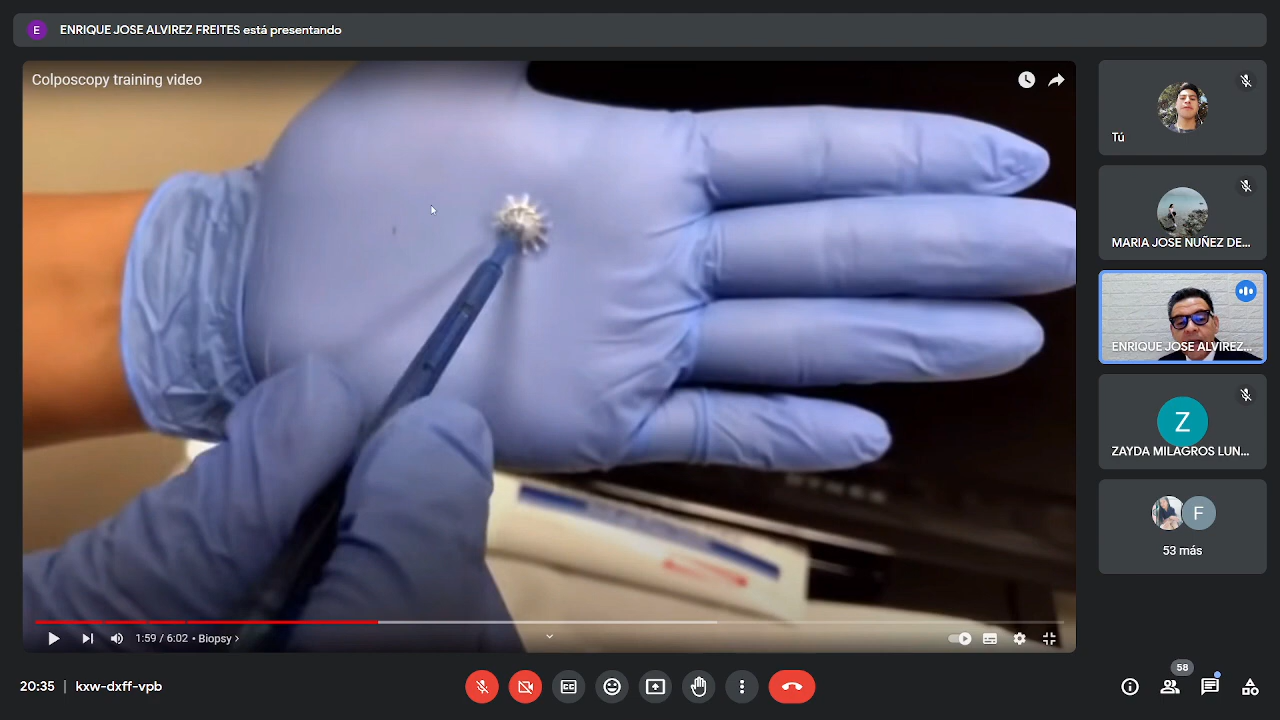 E
ENRIQUE JOSE ALVIREZ FREITES está presentando
Colposcopy training video
1:59 / 6:02 • Biopsy ›
Tú
MARIA JOSE NUÑEZ DE...
ENRIQUE JOSE ALVIREZ...
Z
ZAYDA MILAGROS LUN...
F
53 más
20:35 | kxw-dxff-vpb
58